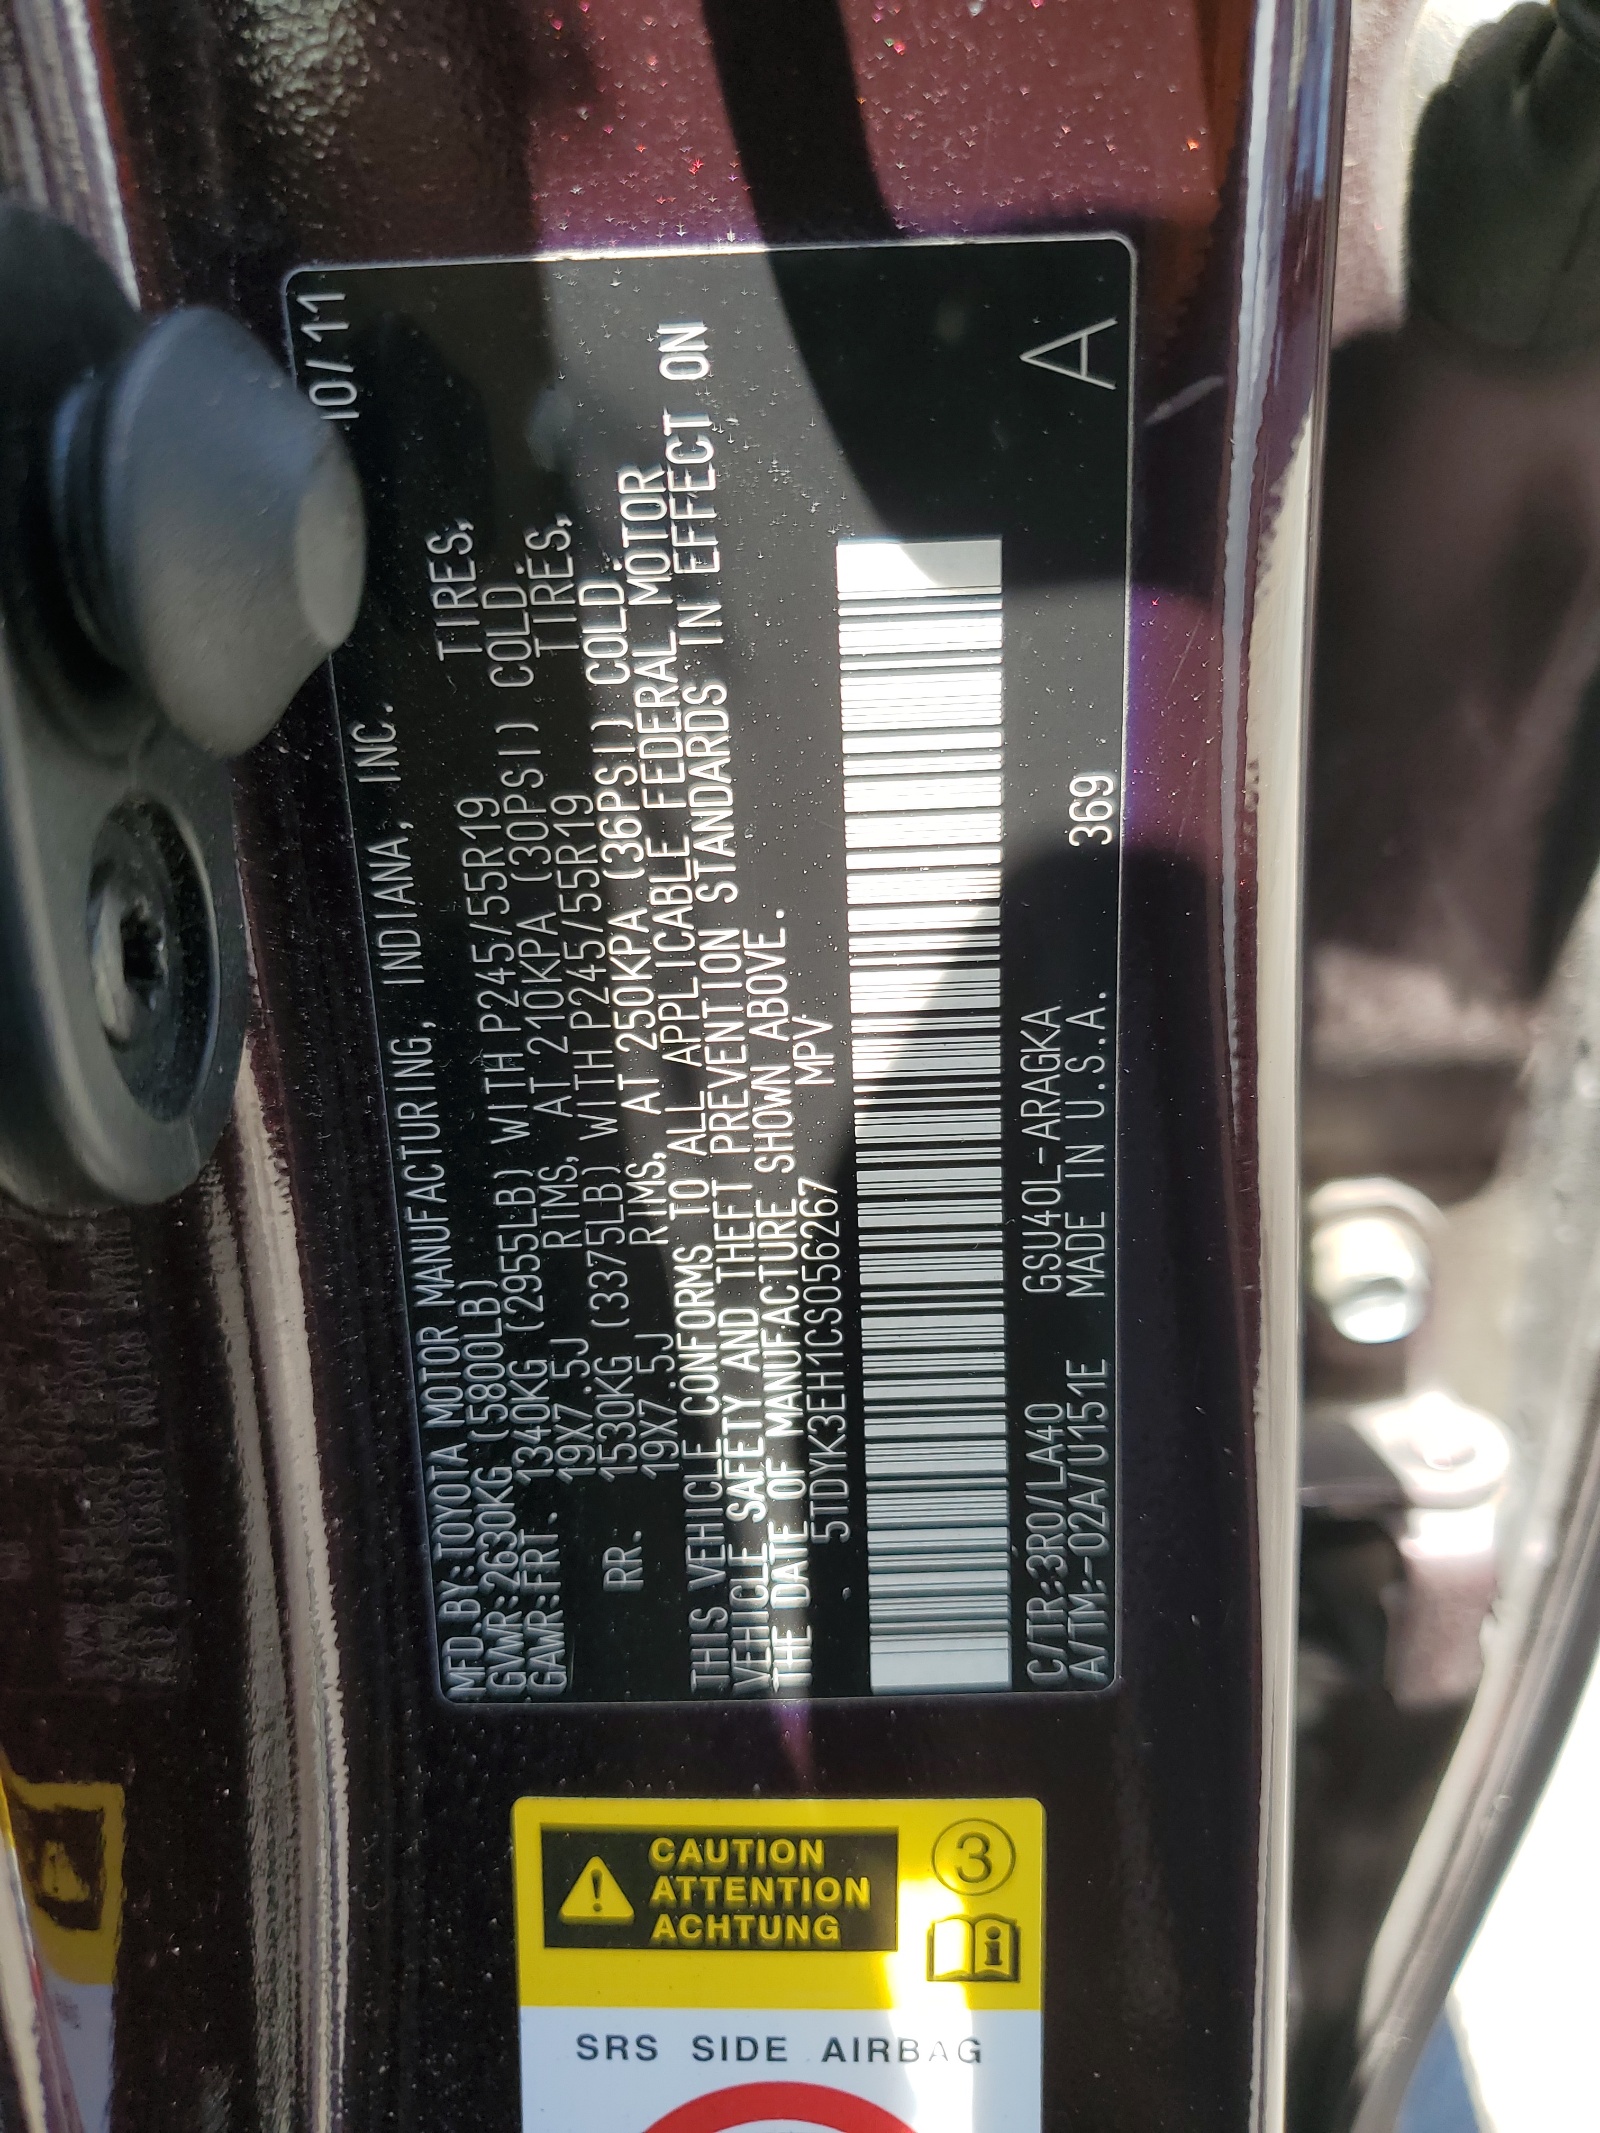 MFD.BY:TOYOTA MOTOR MANUFACTURING, INDIANA, INC. 10/11
GVWR:2630KG (5800LB)
GAWR:FRT. 1340KG (2955LB) WITH P245/55R19 TIRES,
19X7.5J RIMS, AT 210KPA (30PSI) COLD.
RR. 1530KG (3375LB) WITH P245/55R19 TIRES,
19X7.5J RIMS, AT 250KPA (36PSI) COLD.
THIS VEHICLE CONFORMS TO ALL APPLICABLE FEDERAL MOTOR
VEHICLE SAFETY AND THEFT PREVENTION STANDARDS IN EFFECT ON
THE DATE OF MANUFACTURE SHOWN ABOVE.
5TDYK3EH1CS056267 MPV
C/TR:3R0/LA40 GSU40L-ARAGKA
A/TM:-02A/U151E MADE IN U.S.A. 369 A
CAUTION
ATTENTION
ACHTUNG
3
i
SRS SIDE AIRBAG